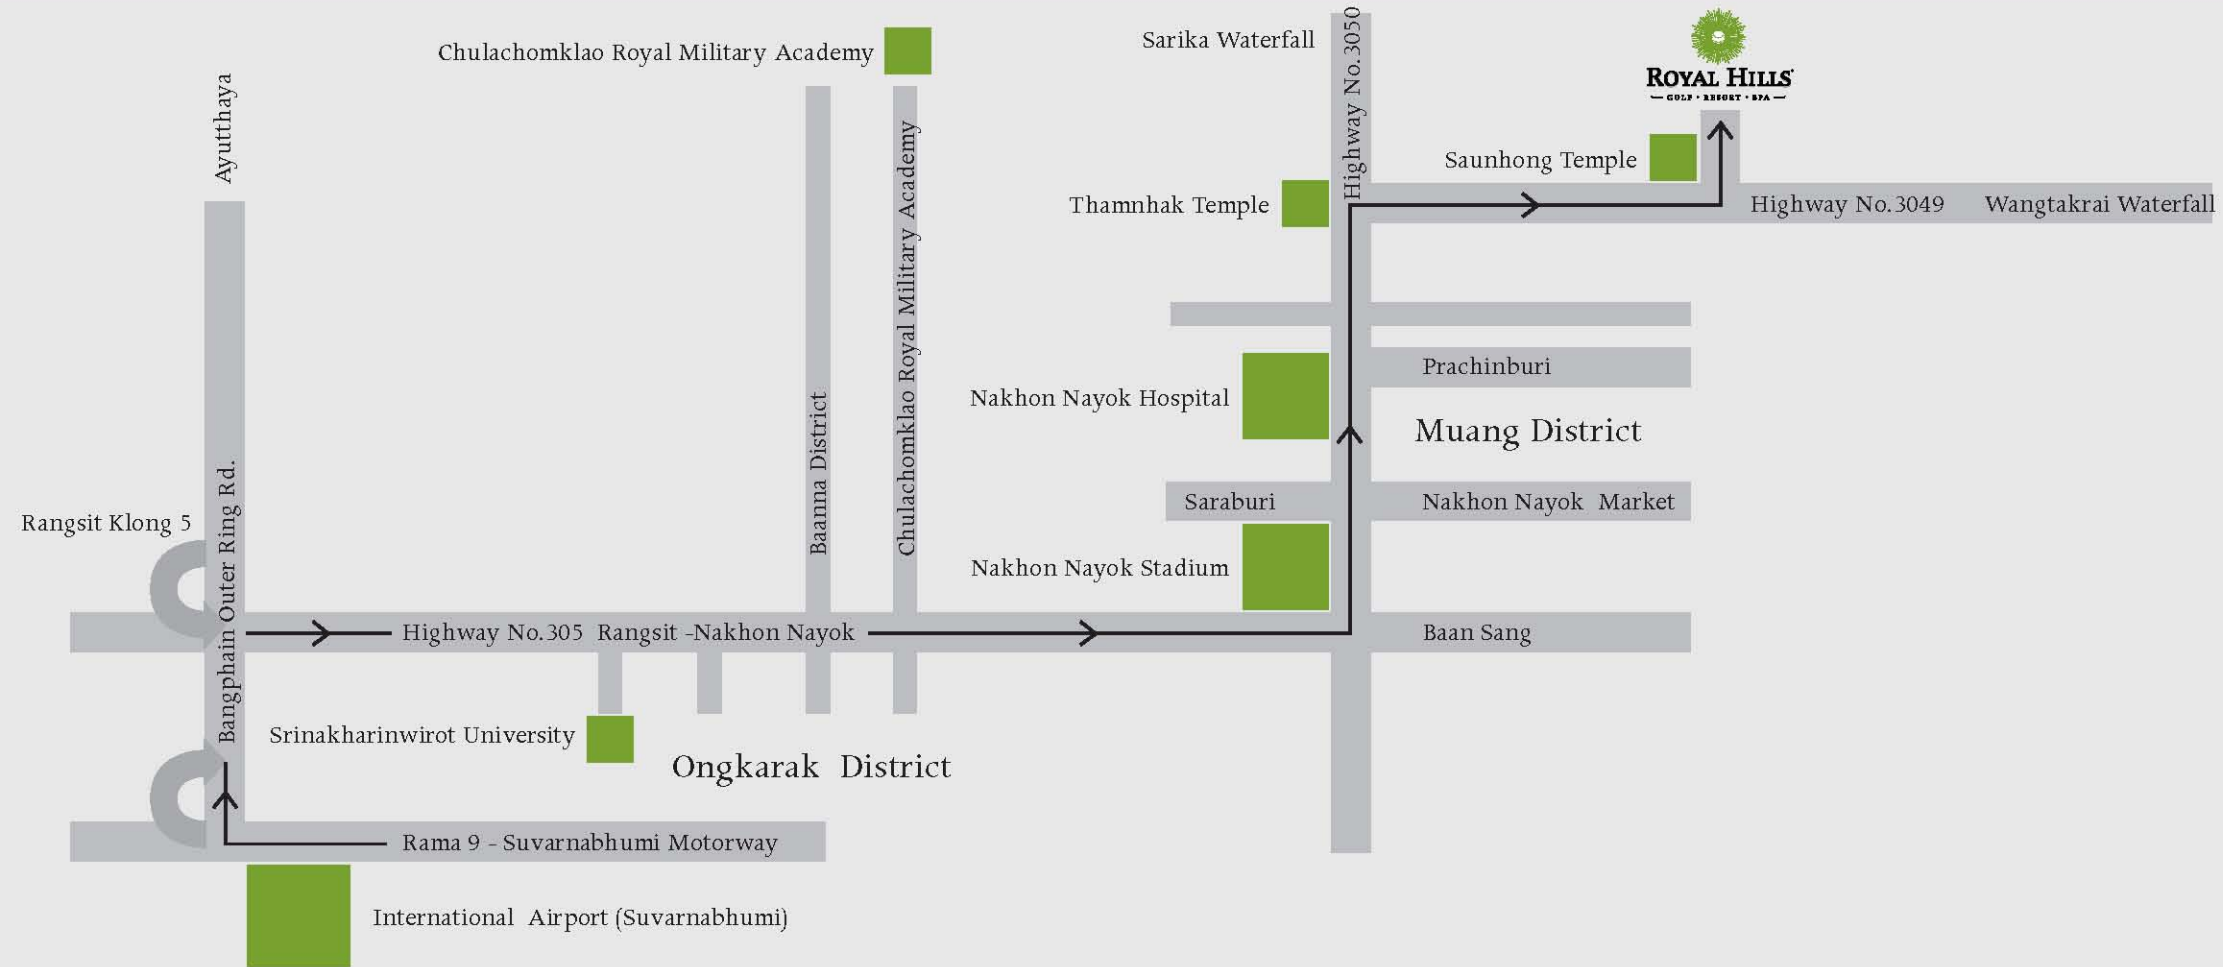 Chulachomklao Royal Military Academy
Sarika Waterfall
Highway No.3050
ROYAL HILLS
GOLF • RESORT • SPA
Ayutthaya
Saunhong Temple
Thamnhak Temple
Highway No.3049
Wangtakrai Waterfall
Chulachomklao Royal Military Academy
Baanna District
Prachinburi
Nakhon Nayok Hospital
Muang District
Saraburi
Nakhon Nayok Market
Rangsit Klong 5
Bangphain Outer Ring Rd.
Nakhon Nayok Stadium
Highway No.305 Rangsit -Nakhon Nayok
Baan Sang
Srinakharinwirot University
Ongkarak District
Rama 9 - Suvarnabhumi Motorway
International Airport (Suvarnabhumi)